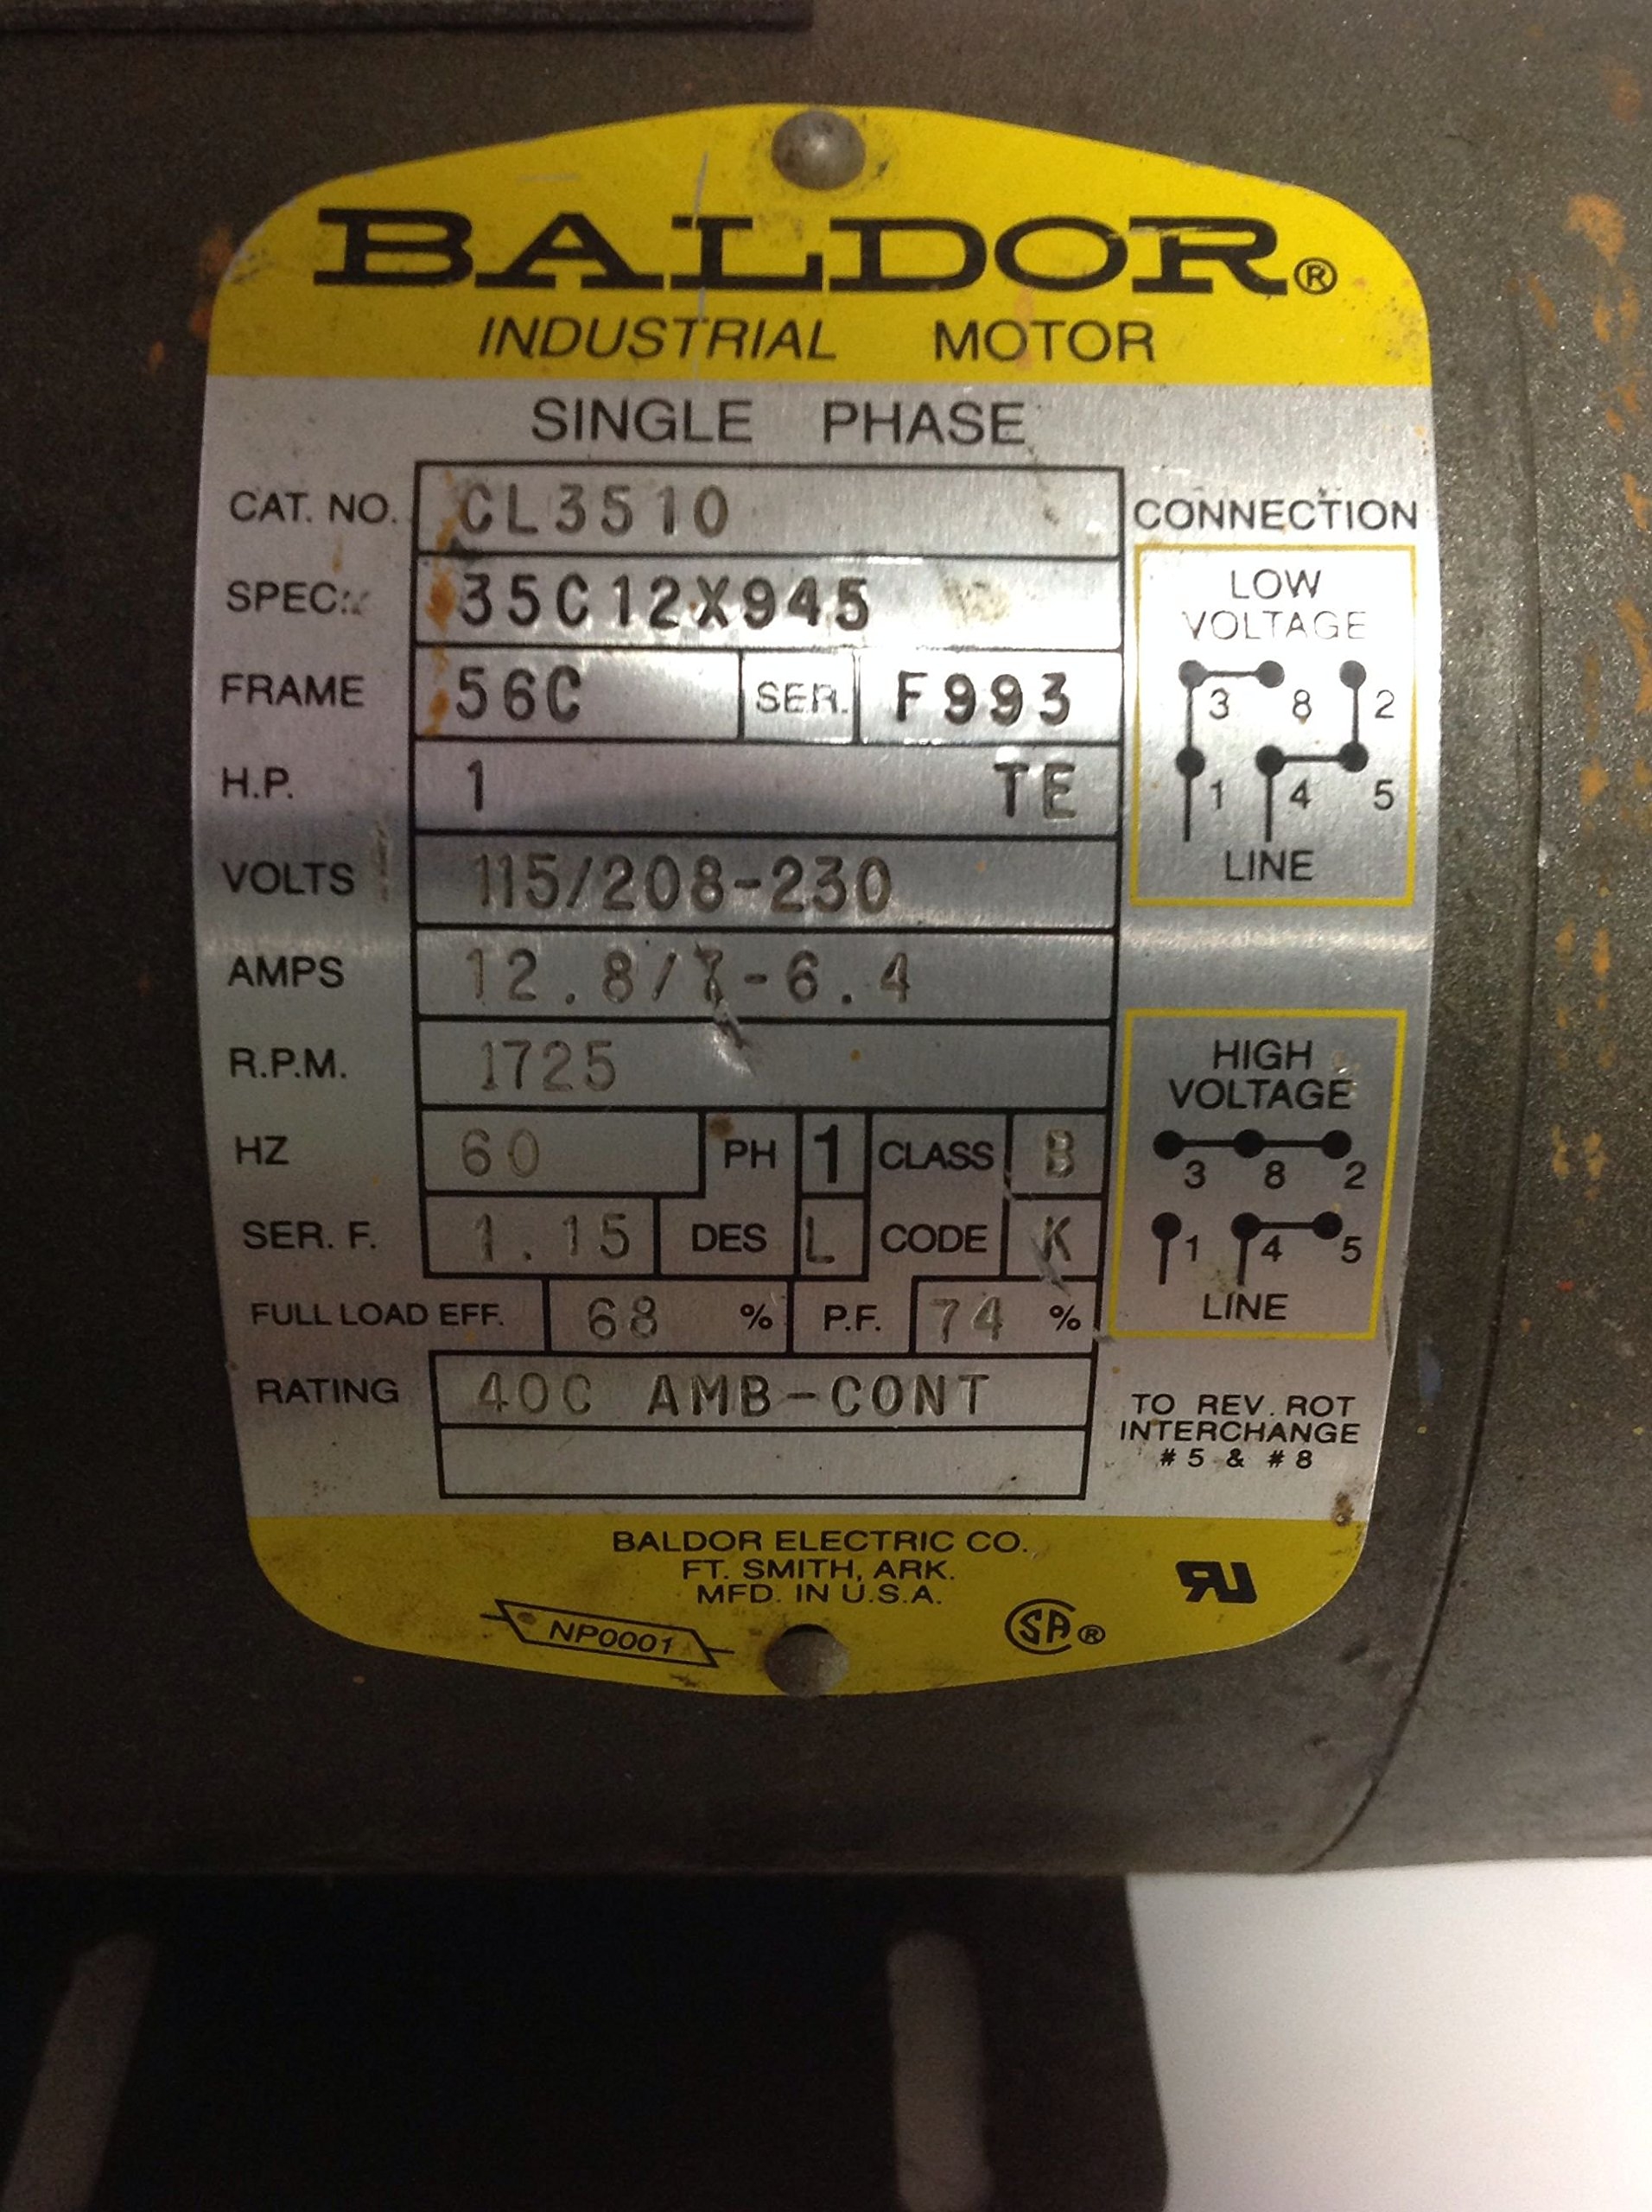 BALDOR®
INDUSTRIAL MOTOR
SINGLE PHASE
CAT. NO. CL3510
SPEC. 35C12X945
FRAME 56C SER. F993
H.P. 1 TE
VOLTS 115/208-230
AMPS 12.8/7-6.4
R.P.M. 1725
HZ 60 PH 1 CLASS B
SER. F. 1.15 DES L CODE K
FULL LOAD EFF. 68 % P.F. 74 %
RATING 40C AMB-CONT
CONNECTION
LOW
VOLTAGE
3 8 2
1 4 5
LINE
HIGH
VOLTAGE
3 8 2
1 4 5
LINE
TO REV. ROT
INTERCHANGE
#5 & #8
BALDOR ELECTRIC CO.
FT. SMITH, ARK.
MFD. IN U.S.A.
NP0001
SA®
RU